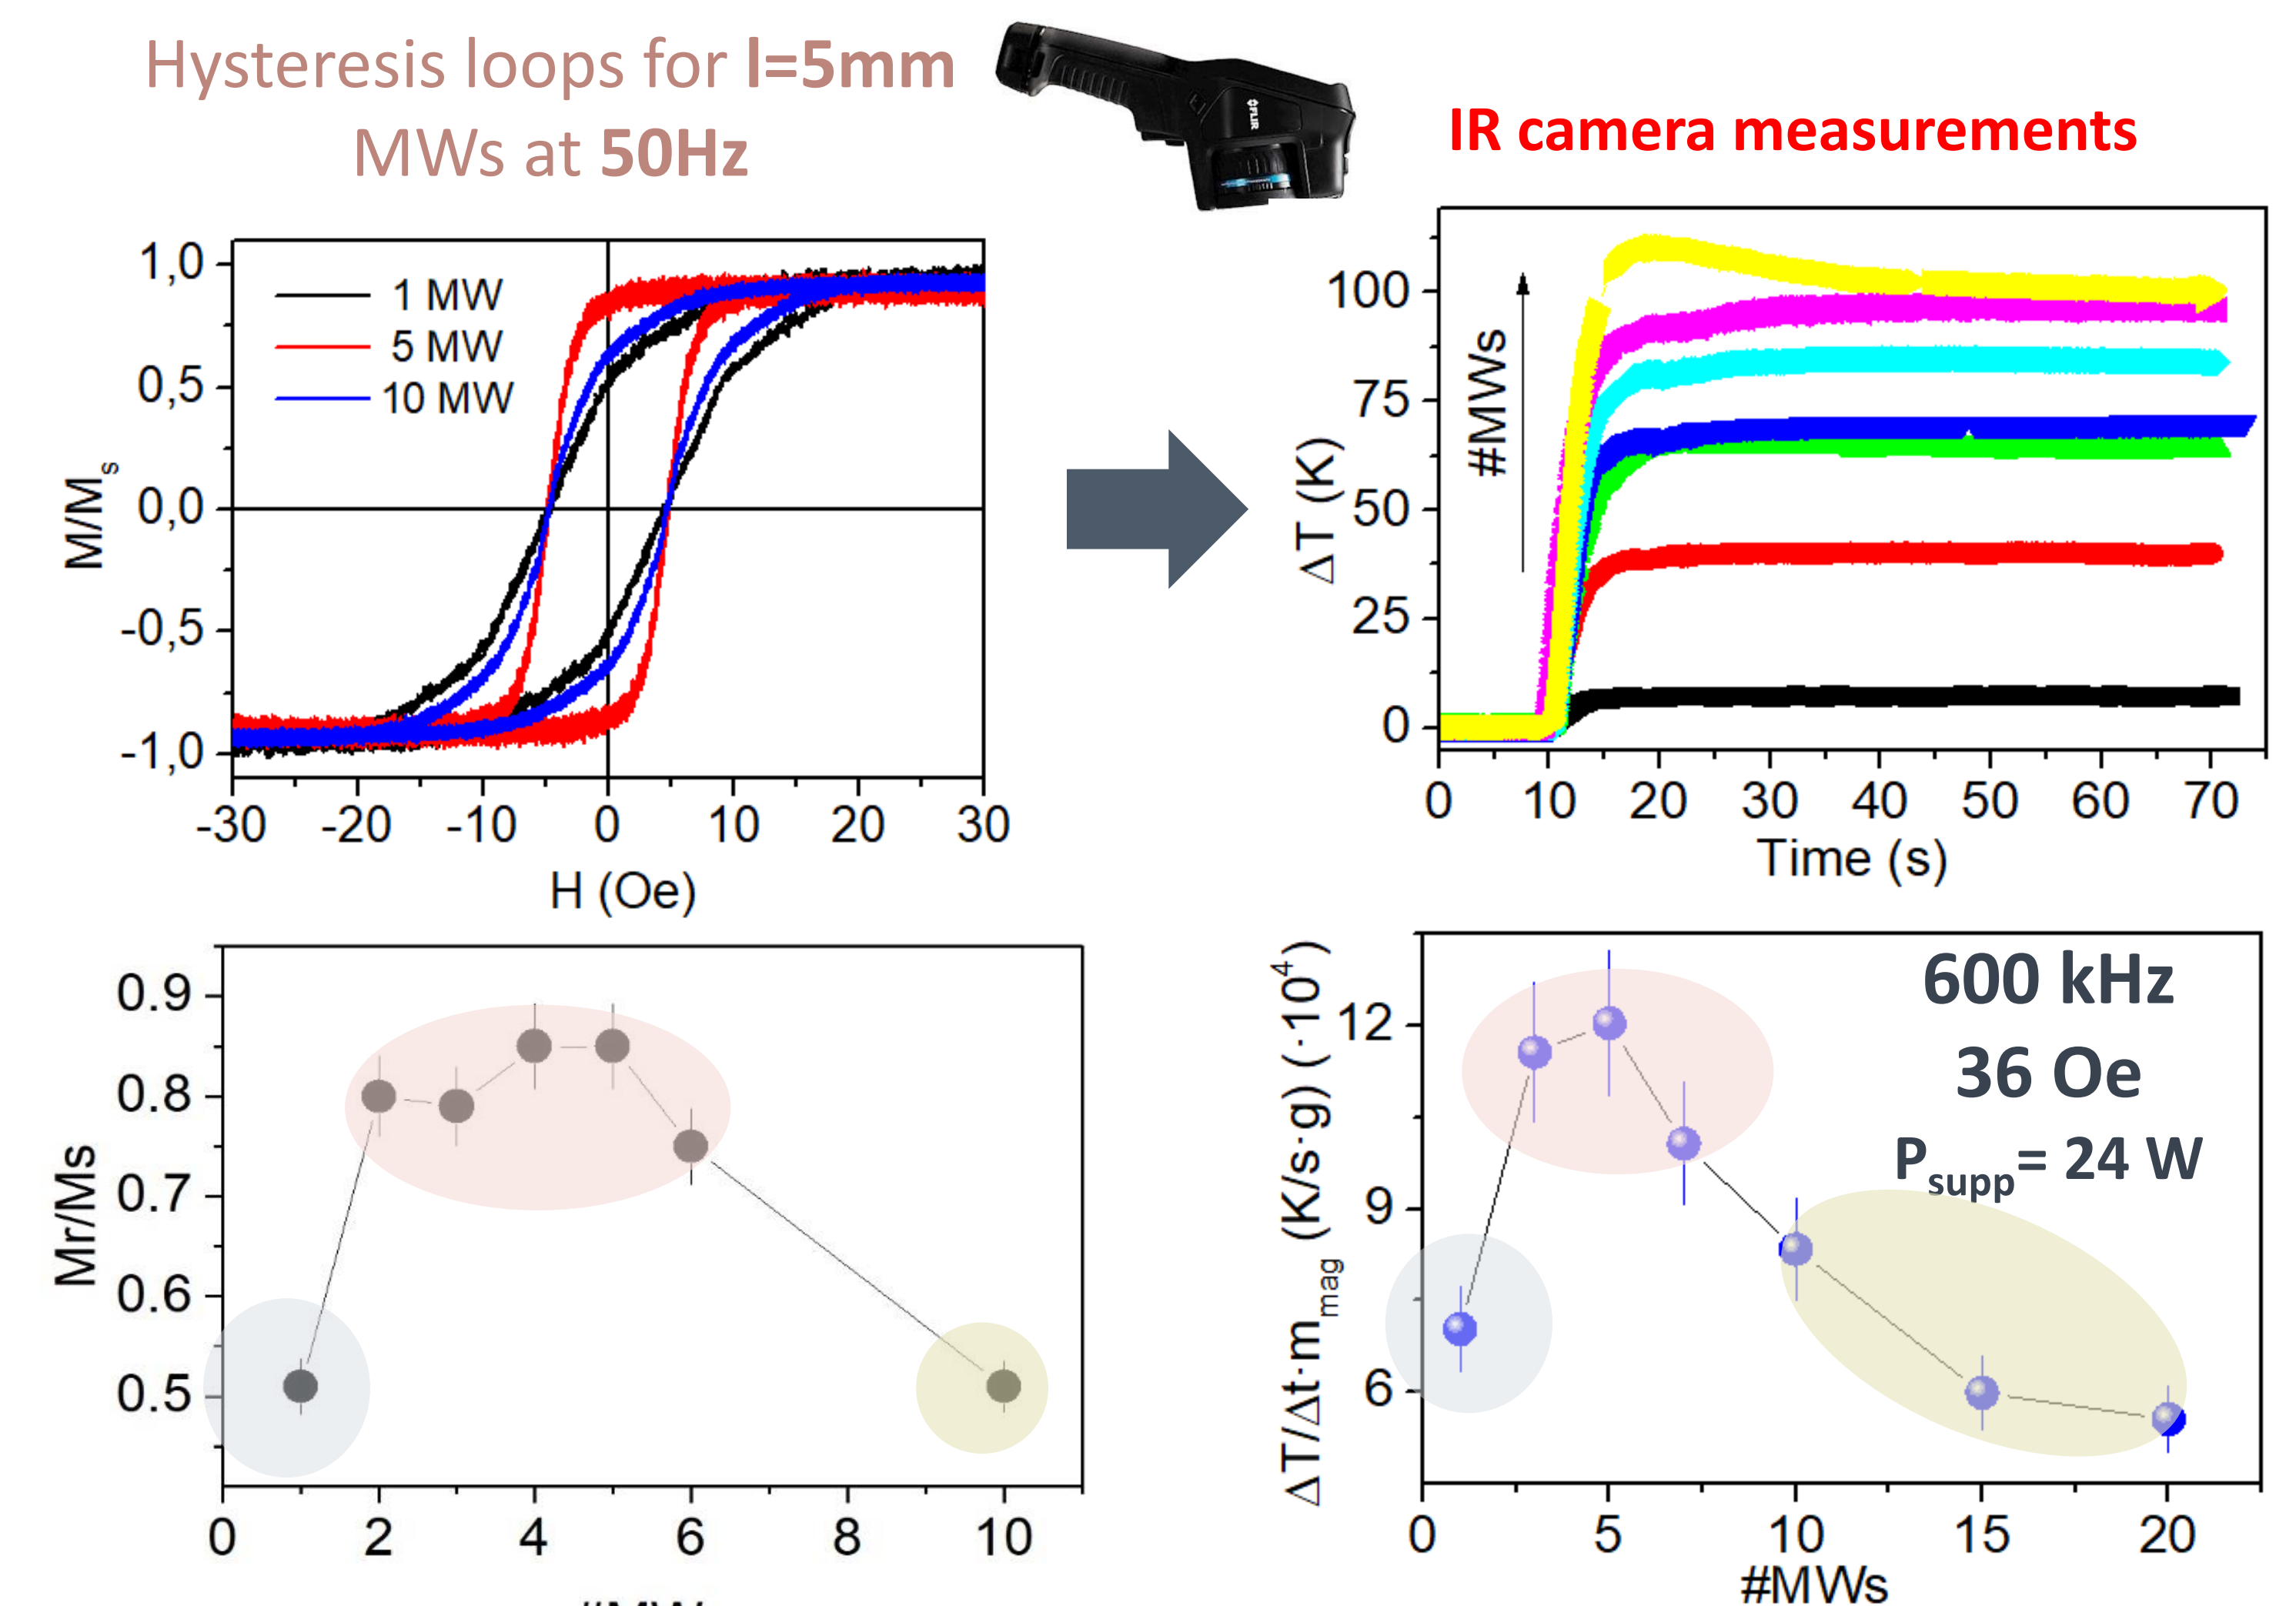 Hysteresis loops for l=5mm
MWs at 50Hz
FLIR
IR camera measurements
1 MW
5 MW
10 MW
1,0
0,5
0,0
-0,5
-1,0
M/Ms
-30 -20 -10 0 10 20 30
H (Oe)
100
75
50
25
0
ΔT (K)
#MWs
0 10 20 30 40 50 60 70
Time (s)
0.9
0.8
0.7
0.6
0.5
Mr/Ms
0 2 4 6 8 10
600 kHz
36 Oe
Psupp= 24 W
12
9
6
ΔT/Δt·mmag (K/s·g) (·10⁴)
0 5 10 15 20
#MWs